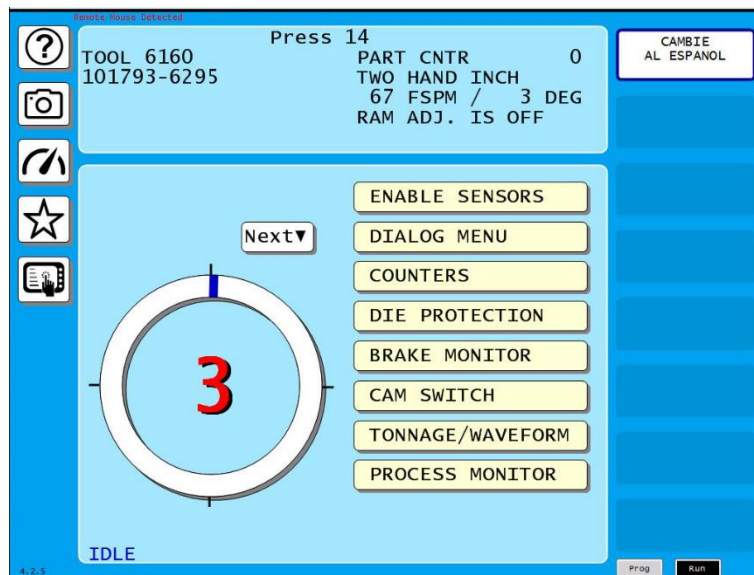 Remote Mouse Detected
Press 14
TOOL 6160
101793-6295
PART CNTR 0
TWO HAND INCH
67 FSPM / 3 DEG
RAM ADJ. IS OFF
CAMBIE
AL ESPANOL
?
Next▼
ENABLE SENSORS
DIALOG MENU
COUNTERS
DIE PROTECTION
BRAKE MONITOR
CAM SWITCH
TONNAGE/WAVEFORM
PROCESS MONITOR
3
IDLE
4.2.5
Prog Run